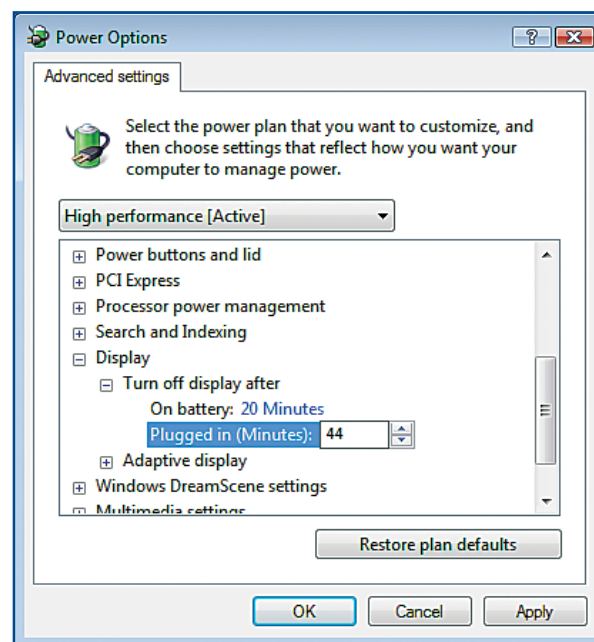 Power Options
Advanced settings
Select the power plan that you want to customize, and
then choose settings that reflect how you want your
computer to manage power.
High performance [Active]
Power buttons and lid
PCI Express
Processor power management
Search and Indexing
Display
Turn off display after
On battery: 20 Minutes
Plugged in (Minutes): 44
Adaptive display
Windows DreamScene settings
Multimedia settings
Restore plan defaults
OK Cancel Apply